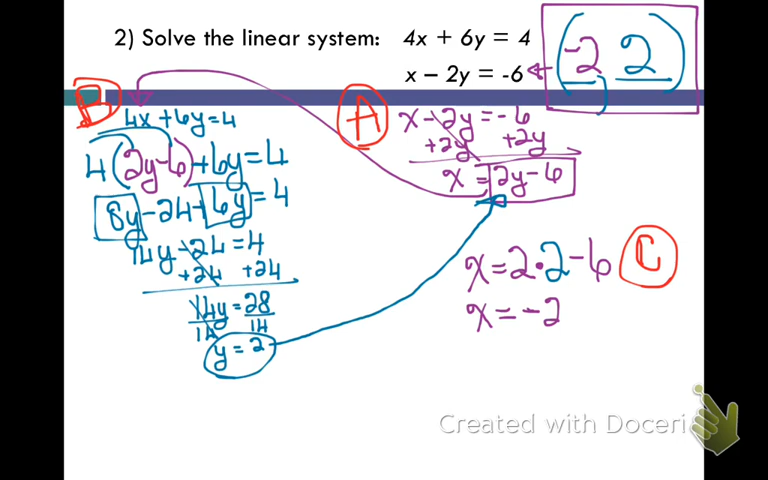 2) Solve the linear system: 4x + 6y = 4
x − 2y = -6
(-2, 2)
B
4x + 6y = 4
4(2y-6)+6y=4
8y-24+6y=4
14y-24=4
+24 +24
14y=28
14 14
y=2
A
x-2y=-6
+2y +2y
x=2y-6
x=2·2-6
C
x=-2
Created with Doceri